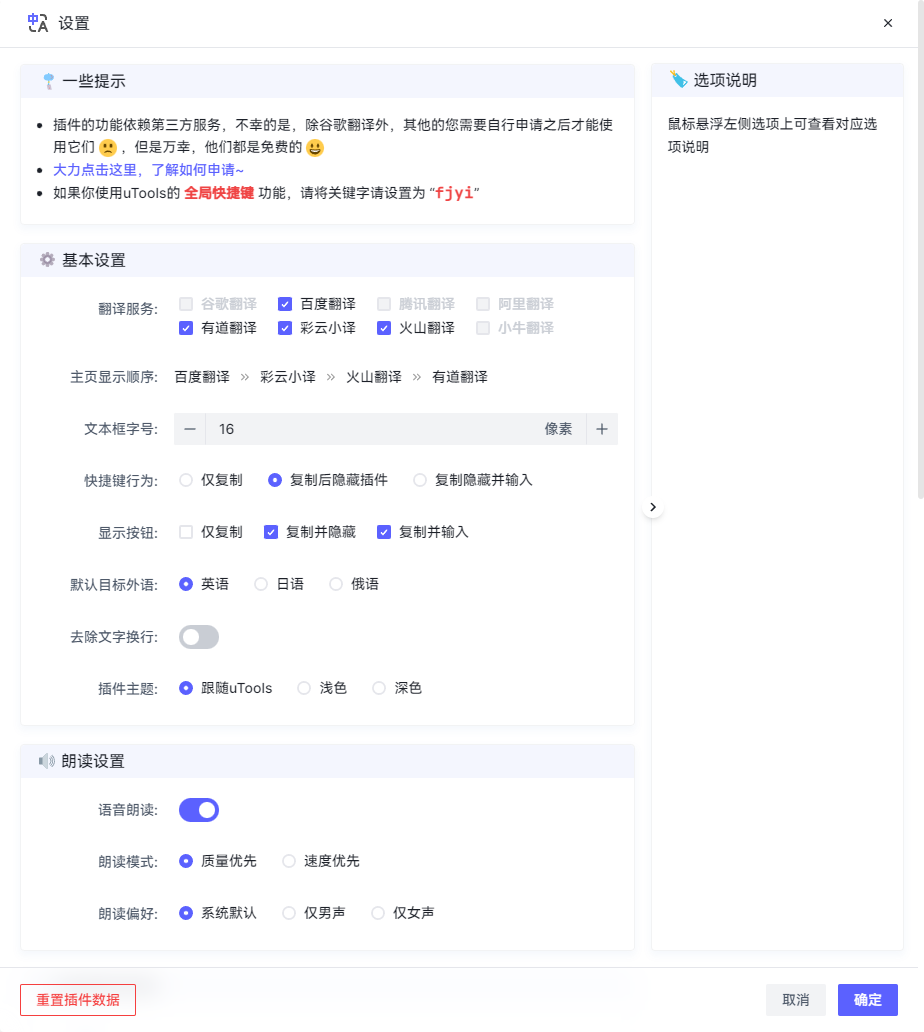 设置
一些提示
插件的功能依赖第三方服务，不幸的是，除谷歌翻译外，其他的您需要自行申请之后才能使
用它们🙁，但是万幸，他们都是免费的😃
大力点击这里，了解如何申请~
如果你使用uTools的 全局快捷键 功能，请将关键字请设置为 “fjyi”
选项说明
鼠标悬浮左侧选项上可查看对应选
项说明
基本设置
翻译服务: 谷歌翻译 百度翻译 腾讯翻译 阿里翻译
有道翻译 彩云小译 火山翻译 小牛翻译
主页显示顺序: 百度翻译 » 彩云小译 » 火山翻译 » 有道翻译
文本框字号: － 16 像素 ＋
快捷键行为: 仅复制 复制后隐藏插件 复制隐藏并输入
显示按钮: 仅复制 复制并隐藏 复制并输入
默认目标外语: 英语 日语 俄语
去除文字换行:
插件主题: 跟随uTools 浅色 深色
朗读设置
语音朗读:
朗读模式: 质量优先 速度优先
朗读偏好: 系统默认 仅男声 仅女声
重置插件数据 取消 确定